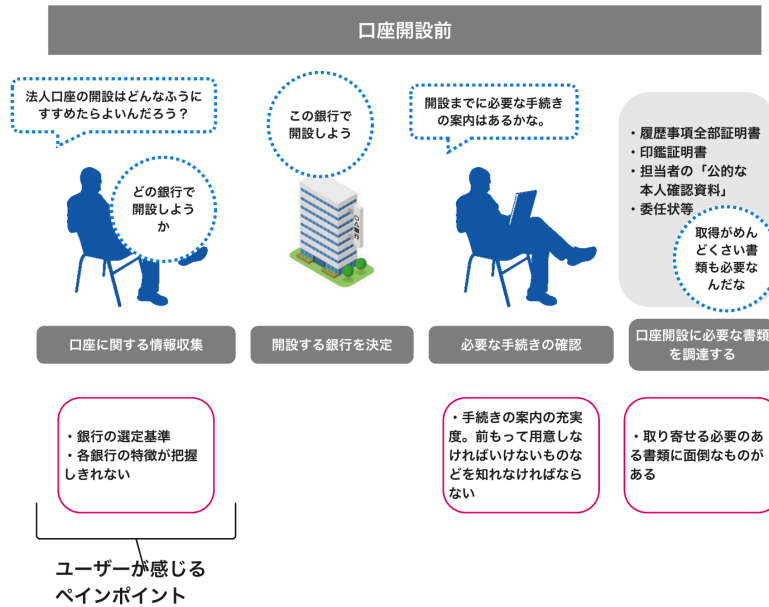 口座開設前
法人口座の開設はどんなふうに
すすめたらよいんだろう？
どの銀行で
開設しよう
か
この銀行で
開設しよう
開設までに必要な手続き
の案内はあるかな。
・履歴事項全部証明書
・印鑑証明書
・担当者の「公的な
本人確認資料」
・委任状等
取得がめん
どくさい書
類も必要な
んだな
口座に関する情報収集
開設する銀行を決定
必要な手続きの確認
口座開設に必要な書類
を調達する
・銀行の選定基準
・各銀行の特徴が把握
しきれない
・手続きの案内の充実
度。前もって用意しな
ければいけないものな
どを知れなければなら
ない
・取り寄せる必要のあ
る書類に面倒なものが
ある
ユーザーが感じる
ペインポイント